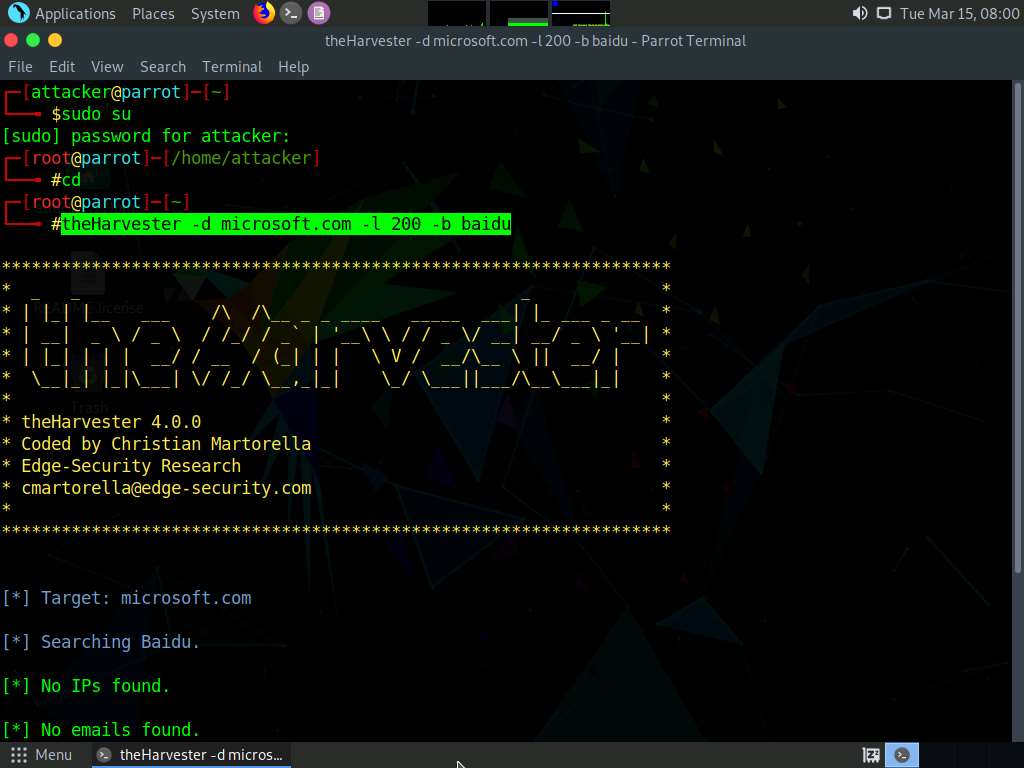 Applications Places System Tue Mar 15, 08:00
theHarvester -d microsoft.com -l 200 -b baidu - Parrot Terminal
File Edit View Search Terminal Help
┌─[attacker@parrot]─[~]
└──╼ $sudo su
[sudo] password for attacker:
┌─[root@parrot]─[/home/attacker]
└──╼ #cd
┌─[root@parrot]─[~]
└──╼ #theHarvester -d microsoft.com -l 200 -b baidu
*******************************************************************
*  _   _                                            _             *
* | |_| |__   ___    /\  /\__ _ _ ____   _____  ___| |_ ___ _ __  *
* | __|  _ \ / _ \  / /_/ / _` | '__\ \ / / _ \/ __| __/ _ \ '__| *
* | |_| | | |  __/ / __  / (_| | |   \ V /  __/\__ \ ||  __/ |    *
*  \__|_| |_|\___| \/ /_/ \__,_|_|    \_/ \___||___/\__\___|_|    *
*                                                                 *
* theHarvester 4.0.0                                              *
* Coded by Christian Martorella                                   *
* Edge-Security Research                                          *
* cmartorella@edge-security.com                                   *
*                                                                 *
*******************************************************************
[*] Target: microsoft.com
[*] Searching Baidu.
[*] No IPs found.
[*] No emails found.
Menu theHarvester -d micros...